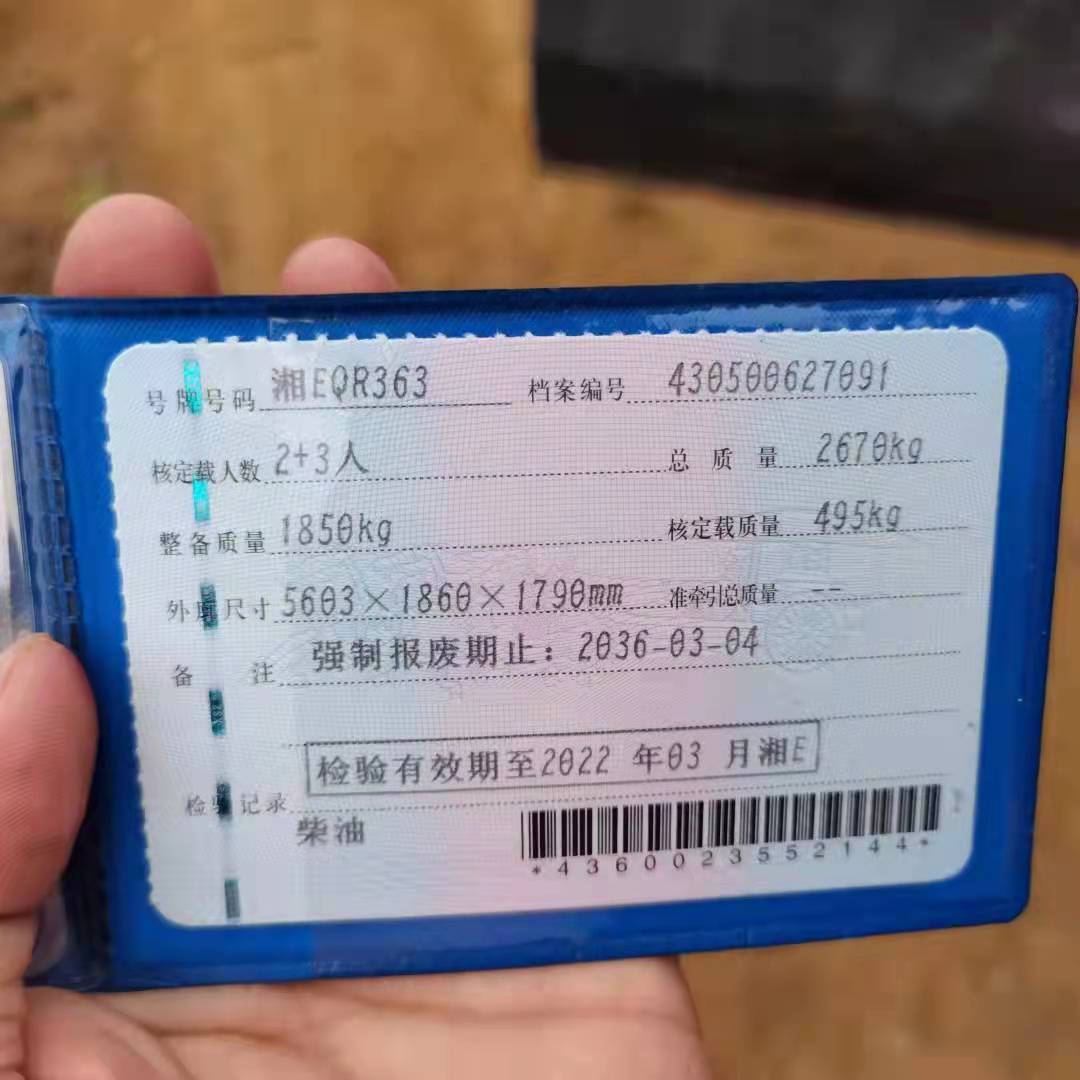 号牌号码 湘EQR363 档案编号 430500627091
核定载人数 2+3人 总质量 2670kg
整备质量 1850kg 核定载质量 495kg
外廓尺寸 5603×1860×1790mm 准牵引总质量 --
备注 强制报废期止：2036-03-04
检验有效期至2022 年03 月湘E
检验记录
柴油
*4360023552144*